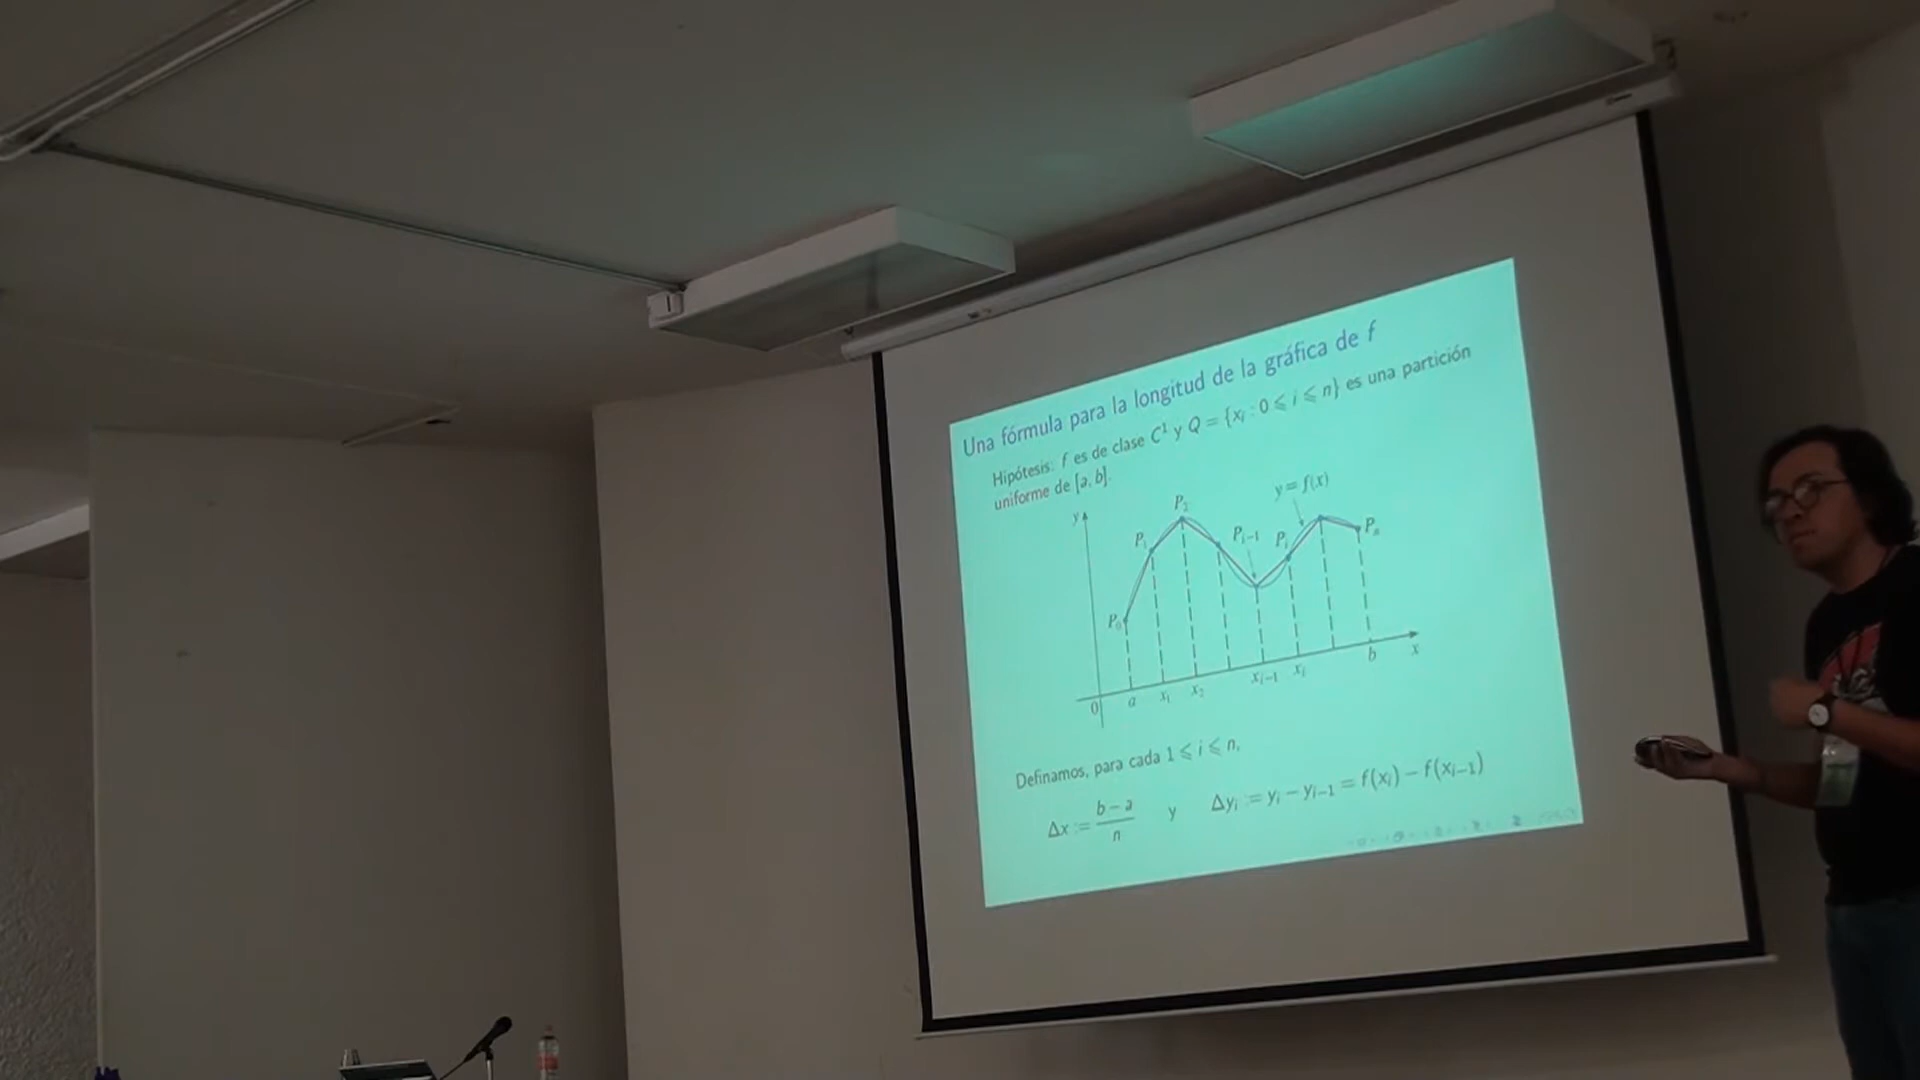 Una fórmula para la longitud de la gráfica de f
Hipótesis: f es de clase C¹ y Q = {xᵢ : 0 ⩽ i ⩽ n} es una partición
uniforme de [a, b].
y
P₀
P₁
P₂
Pᵢ₋₁
Pᵢ
y = f(x)
Pₙ
0
a
x₁
x₂
xᵢ₋₁
xᵢ
b
x
Definamos, para cada 1 ⩽ i ⩽ n,
Δx := (b − a)/n y Δyᵢ := yᵢ − yᵢ₋₁ = f(xᵢ) − f(xᵢ₋₁)